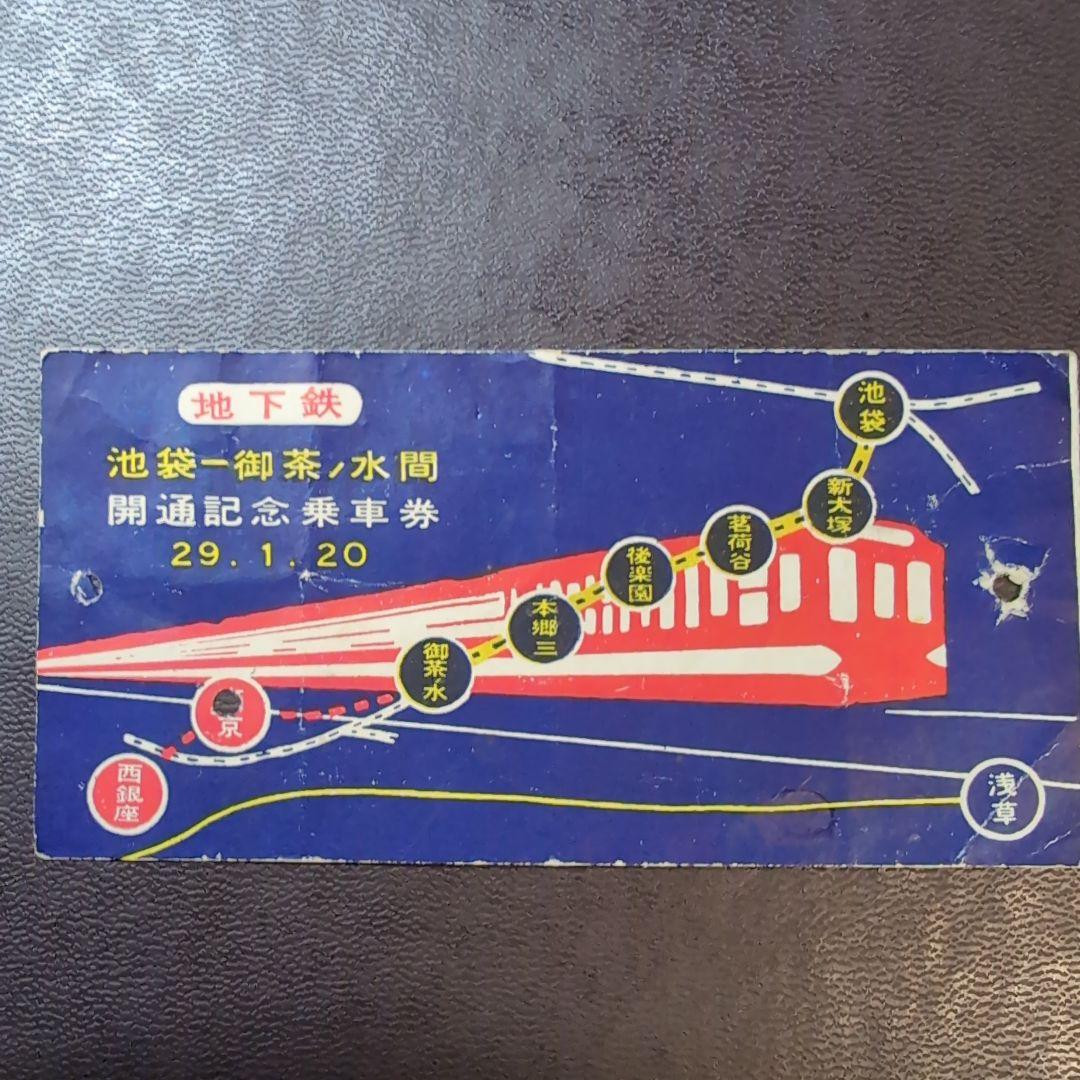 地下鉄
池袋ー御茶ノ水間
開通記念乗車券
29.1.20
池袋
新大塚
茗荷谷
後楽園
本郷三
御茶水
京
西銀座
浅草